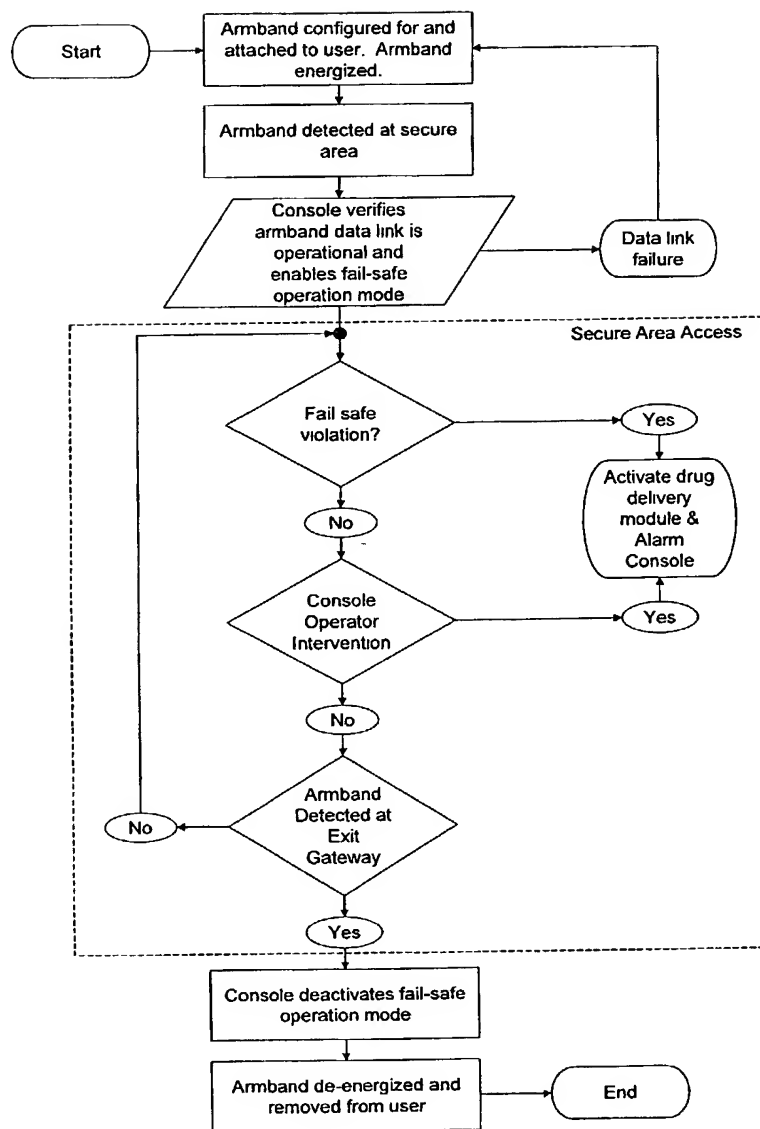 Start
Armband configured for and
attached to user. Armband
energized.
Armband detected at secure
area
Console verifies
armband data link is
operational and
enables fail-safe
operation mode
Data link
failure
Secure Area Access
Fail safe
violation?
Yes
Activate drug
delivery
module &
Alarm
Console
No
Console
Operator
Intervention
Yes
No
Armband
Detected at
Exit
Gateway
No
Yes
Console deactivates fail-safe
operation mode
Armband de-energized and
removed from user
End